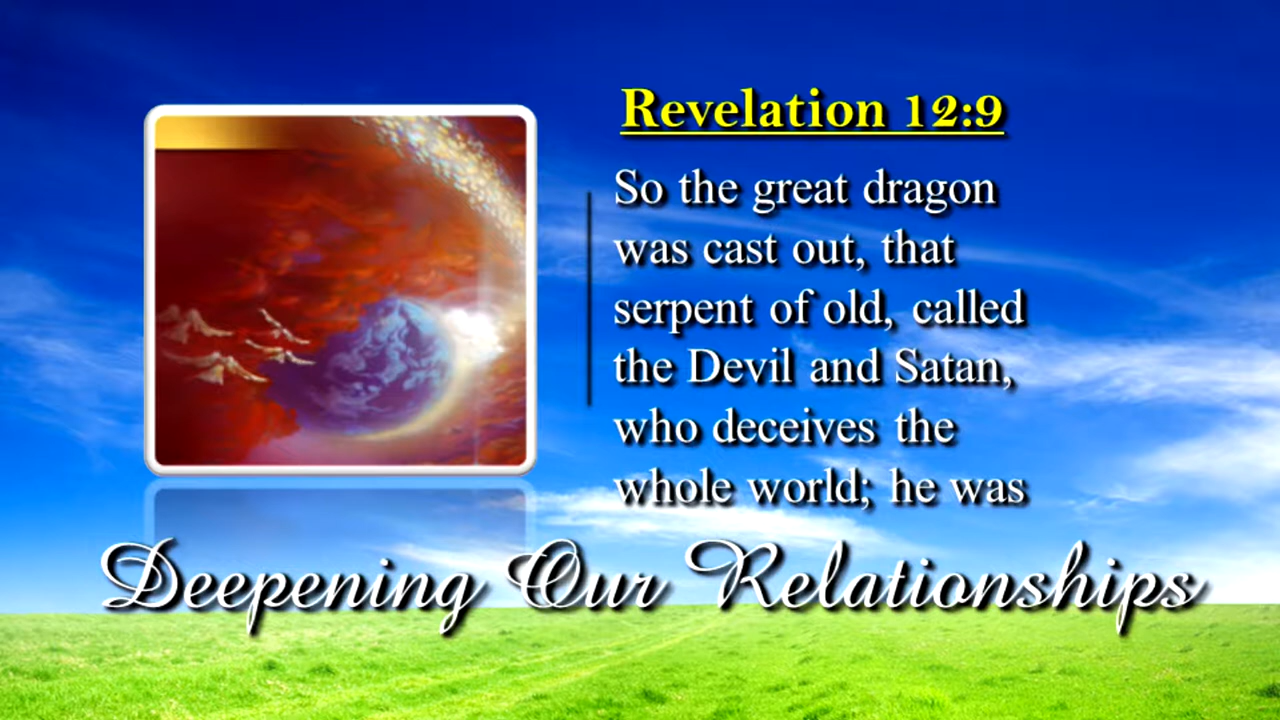 Revelation 12:9
So the great dragon
was cast out, that
serpent of old, called
the Devil and Satan,
who deceives the
whole world; he was
Deepening Our Relationships